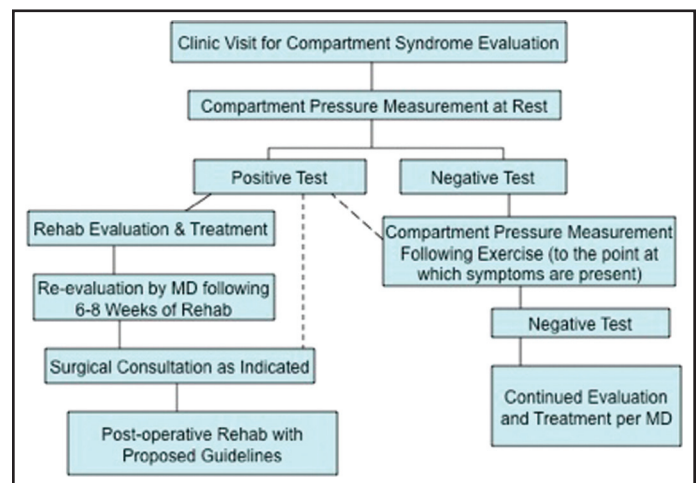 Clinic Visit for Compartment Syndrome Evaluation
Compartment Pressure Measurement at Rest
Positive Test
Negative Test
Rehab Evaluation & Treatment
Compartment Pressure Measurement
Following Exercise (to the point at
which symptoms are present)
Re-evaluation by MD following
6-8 Weeks of Rehab
Negative Test
Surgical Consultation as Indicated
Continued Evaluation
and Treatment per MD
Post-operative Rehab with
Proposed Guidelines